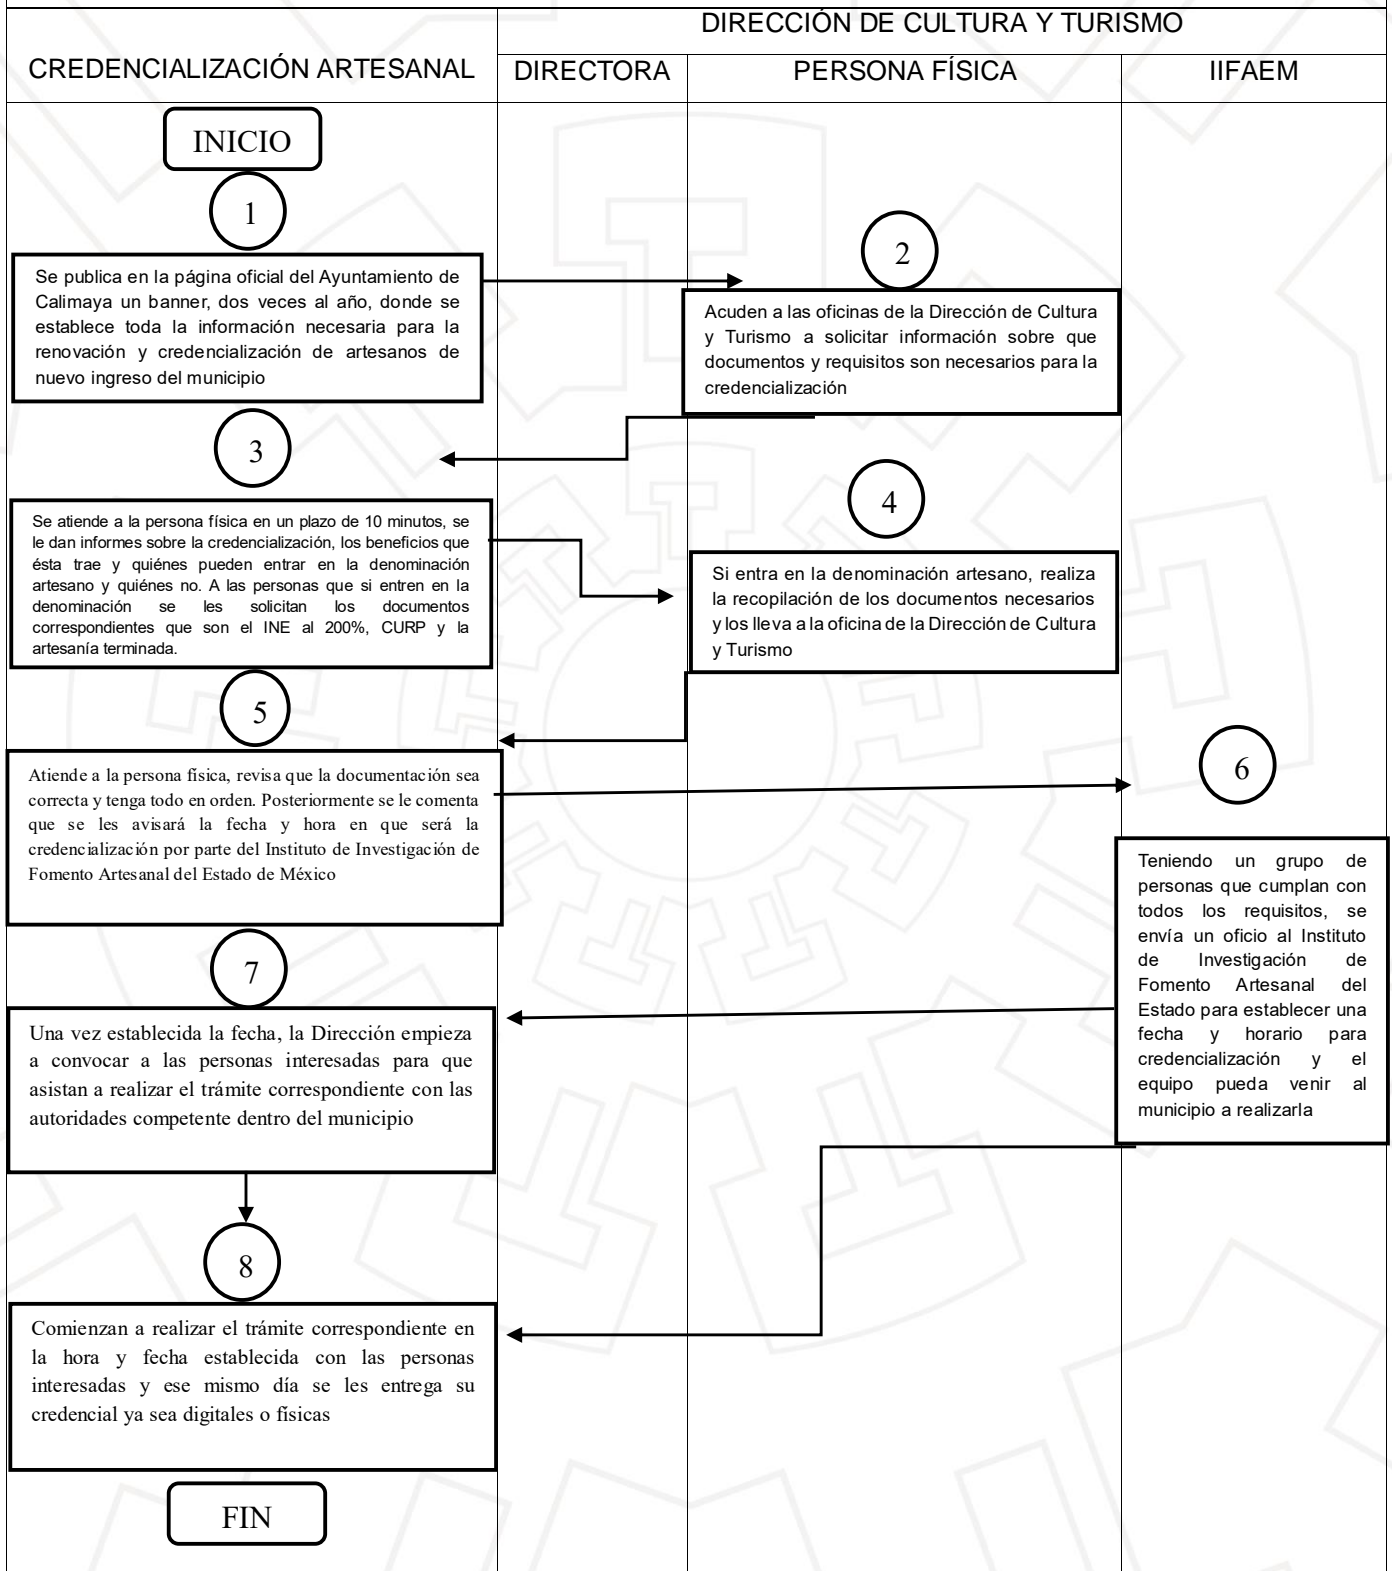 DIRECCIÓN DE CULTURA Y TURISMO
CREDENCIALIZACIÓN ARTESANAL
DIRECTORA
PERSONA FÍSICA
IIFAEM
INICIO
1
Se publica en la página oficial del Ayuntamiento de
Calimaya un banner, dos veces al año, donde se
establece toda la información necesaria para la
renovación y credencialización de artesanos de
nuevo ingreso del municipio
2
Acuden a las oficinas de la Dirección de Cultura
y Turismo a solicitar información sobre que
documentos y requisitos son necesarios para la
credencialización
3
Se atiende a la persona física en un plazo de 10 minutos, se
le dan informes sobre la credencialización, los beneficios que
ésta trae y quiénes pueden entrar en la denominación
artesano y quiénes no. A las personas que si entren en la
denominación se les solicitan los documentos
correspondientes que son el INE al 200%, CURP y la
artesanía terminada.
4
Si entra en la denominación artesano, realiza
la recopilación de los documentos necesarios
y los lleva a la oficina de la Dirección de Cultura
y Turismo
5
Atiende a la persona física, revisa que la documentación sea
correcta y tenga todo en orden. Posteriormente se le comenta
que se les avisará la fecha y hora en que será la
credencialización por parte del Instituto de Investigación de
Fomento Artesanal del Estado de México
6
Teniendo un grupo de
personas que cumplan con
todos los requisitos, se
envía un oficio al Instituto
de Investigación de
Fomento Artesanal del
Estado para establecer una
fecha y horario para
credencialización y el
equipo pueda venir al
municipio a realizarla
7
Una vez establecida la fecha, la Dirección empieza
a convocar a las personas interesadas para que
asistan a realizar el trámite correspondiente con las
autoridades competente dentro del municipio
8
Comienzan a realizar el trámite correspondiente en
la hora y fecha establecida con las personas
interesadas y ese mismo día se les entrega su
credencial ya sea digitales o físicas
FIN